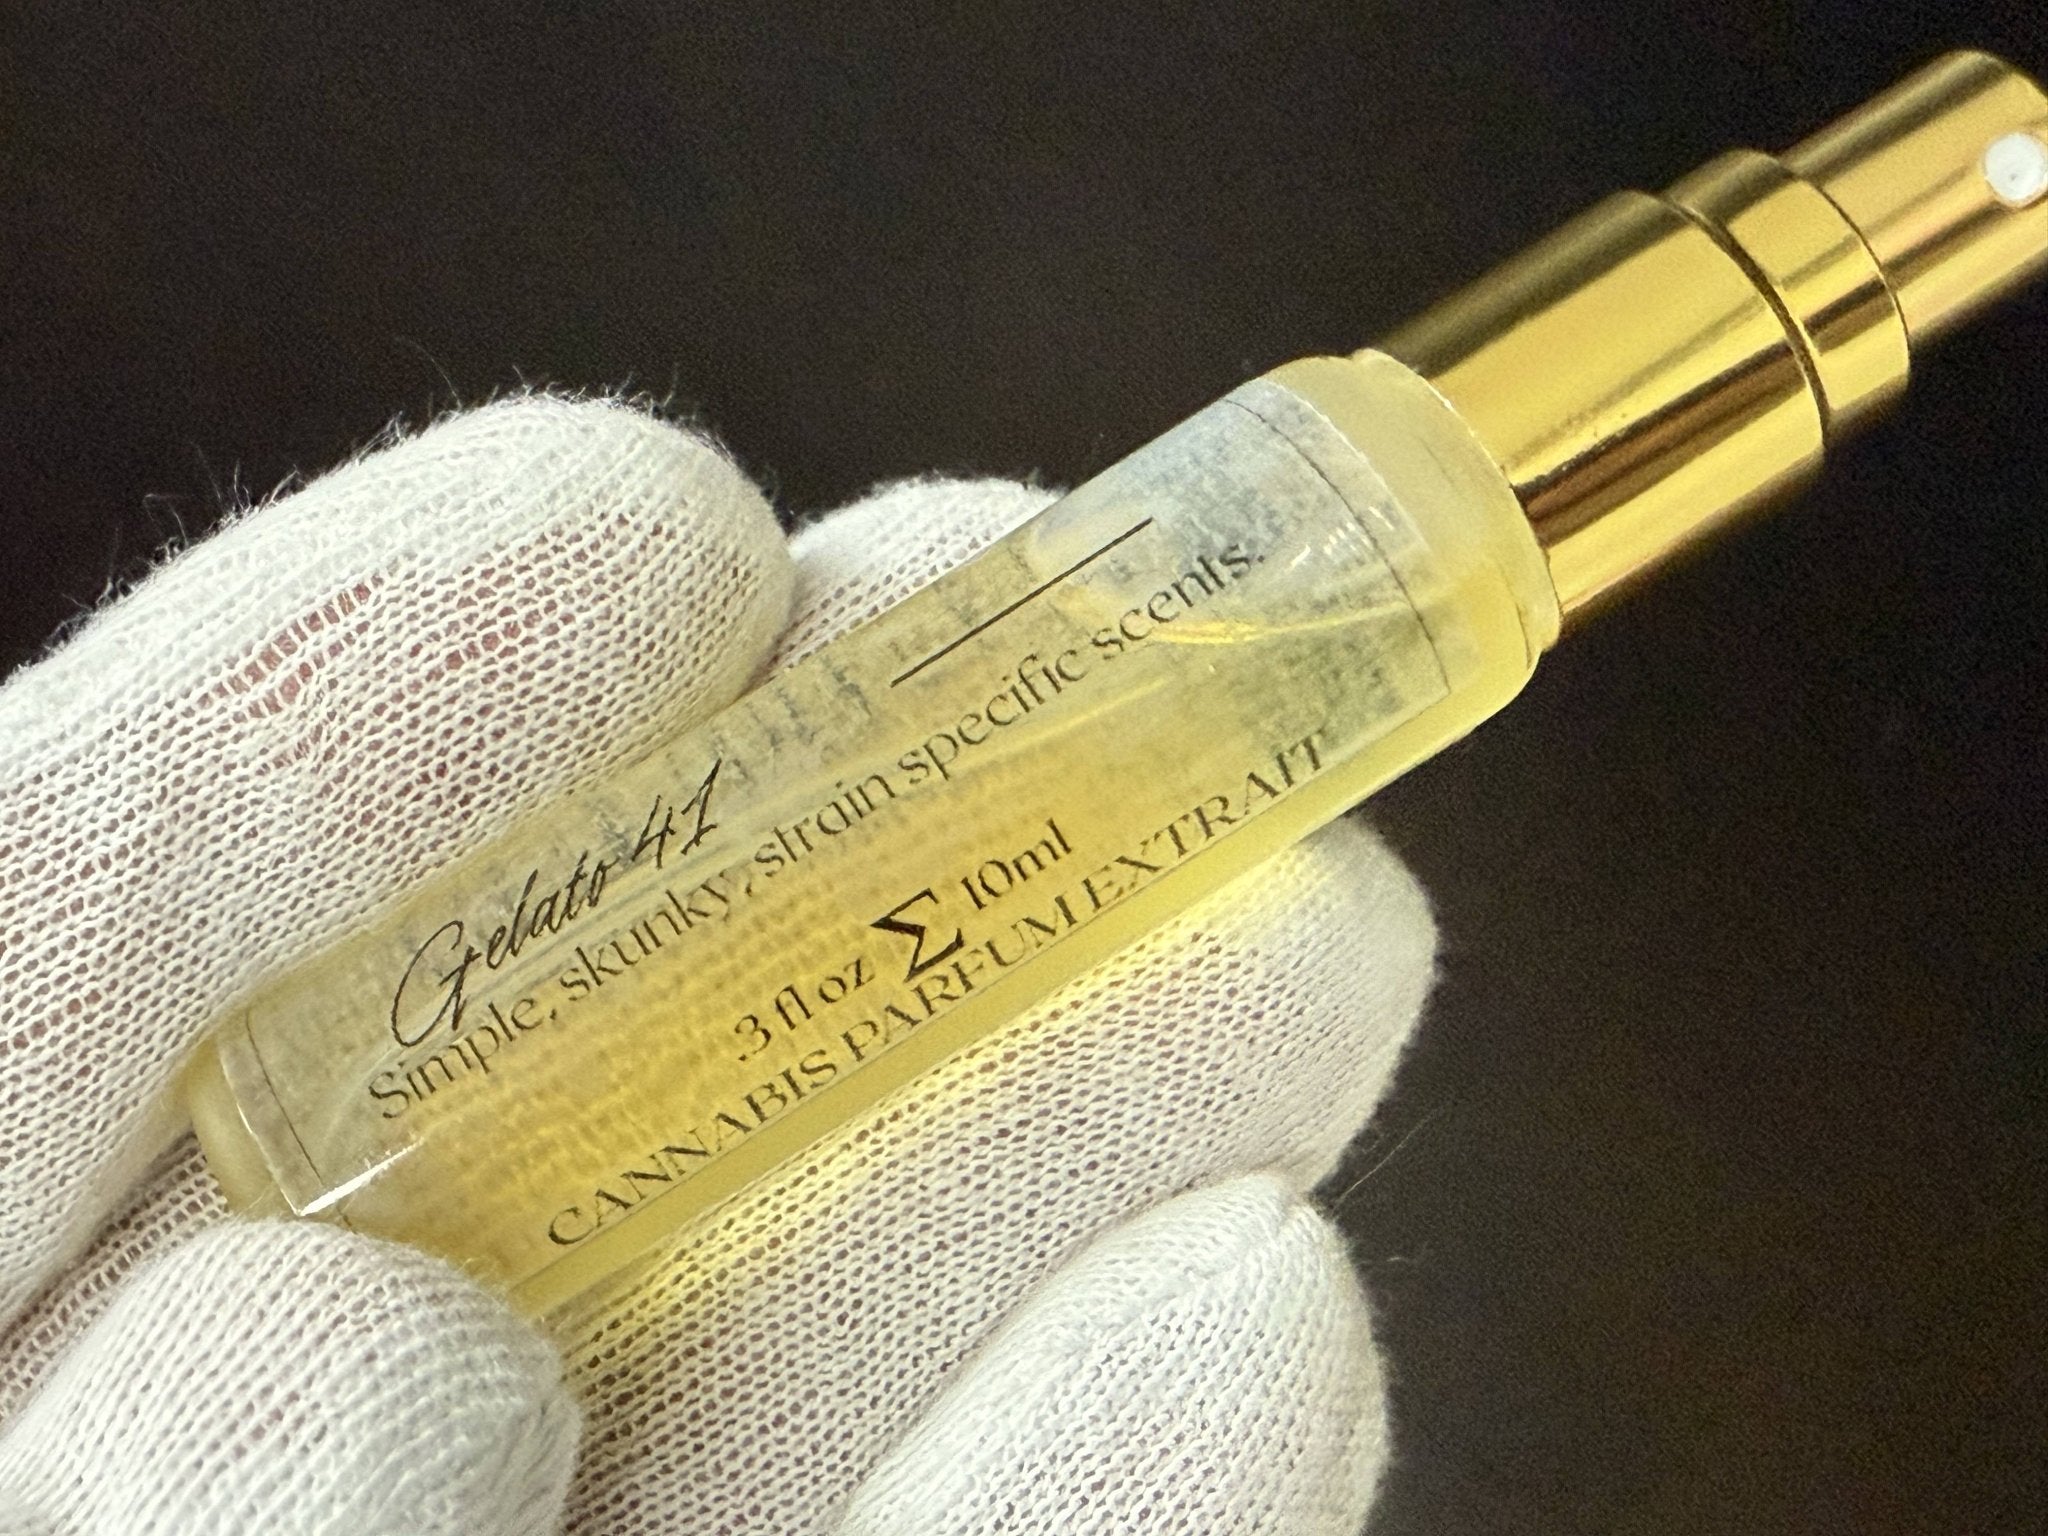 Gelato 41
Simple, skunky, strain specific scents.
.3 fl oz Σ 10ml
CANNABIS PARFUM EXTRAIT